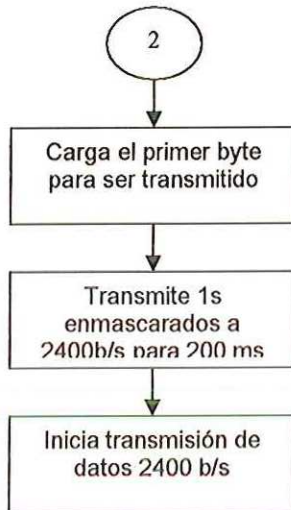 2
Carga el primer byte
para ser transmitido
Transmite 1s
enmascarados a
2400b/s para 200 ms
Inicia transmisión de
datos 2400 b/s